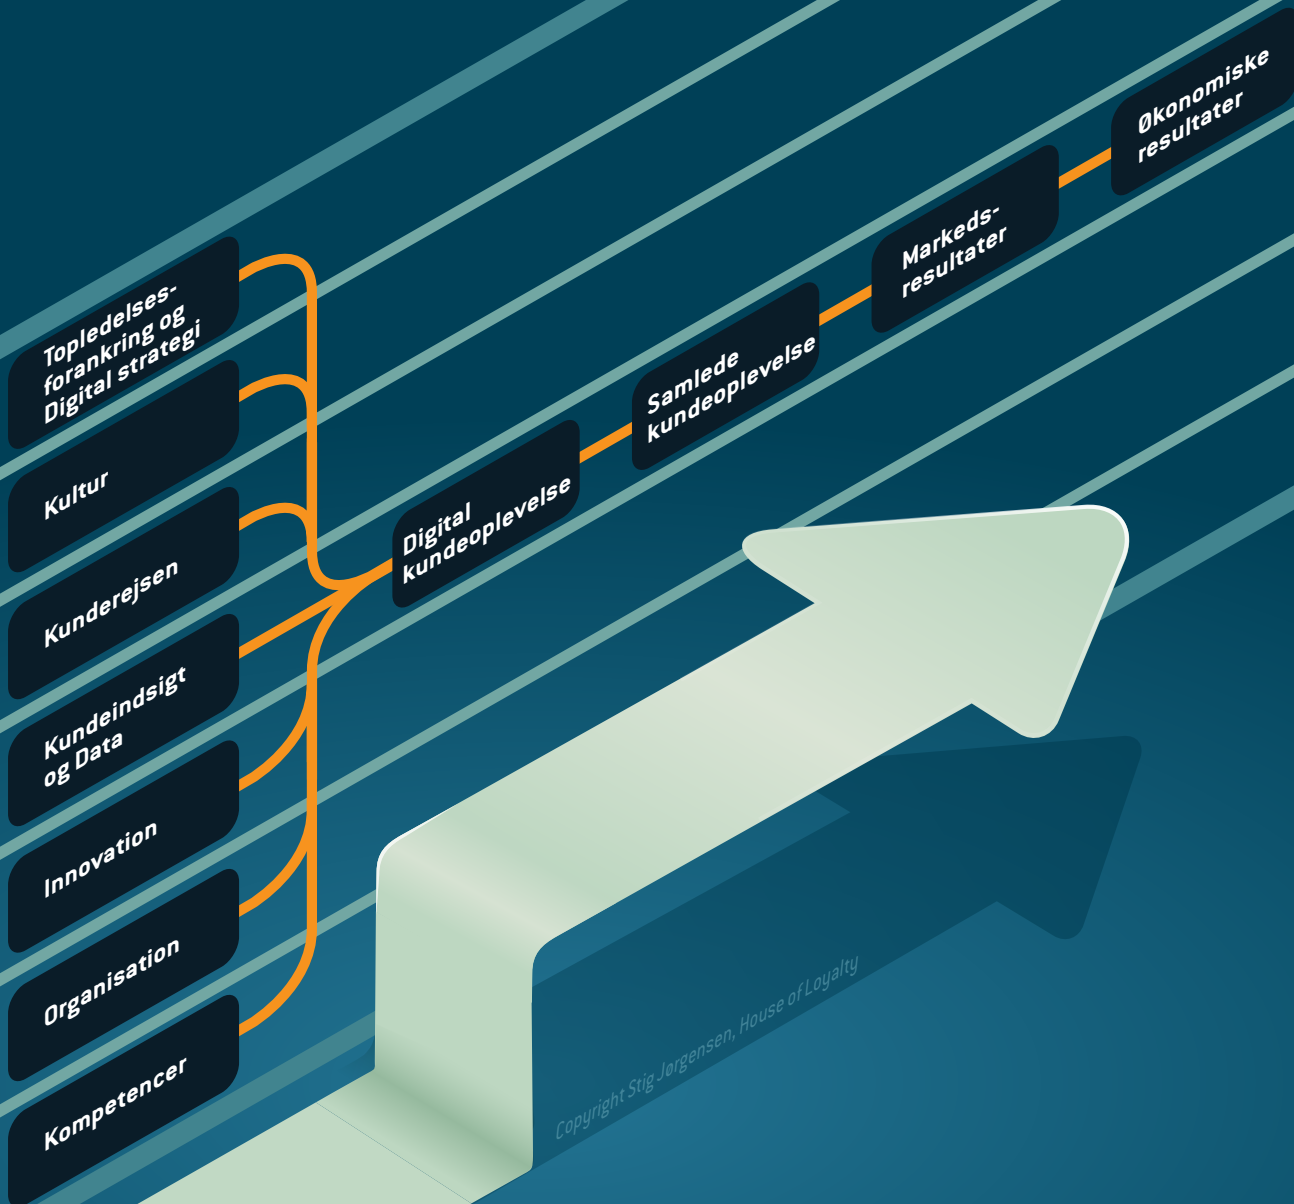 Topledelses-
forankring og
Digital strategi
Kultur
Kunderejsen
Kundeindsigt
og Data
Innovation
Organisation
Kompetencer
Digital
kundeoplevelse
Samlede
kundeoplevelse
Markeds-
resultater
Økonomiske
resultater
Copyright Stig Jørgensen, House of Loyalty